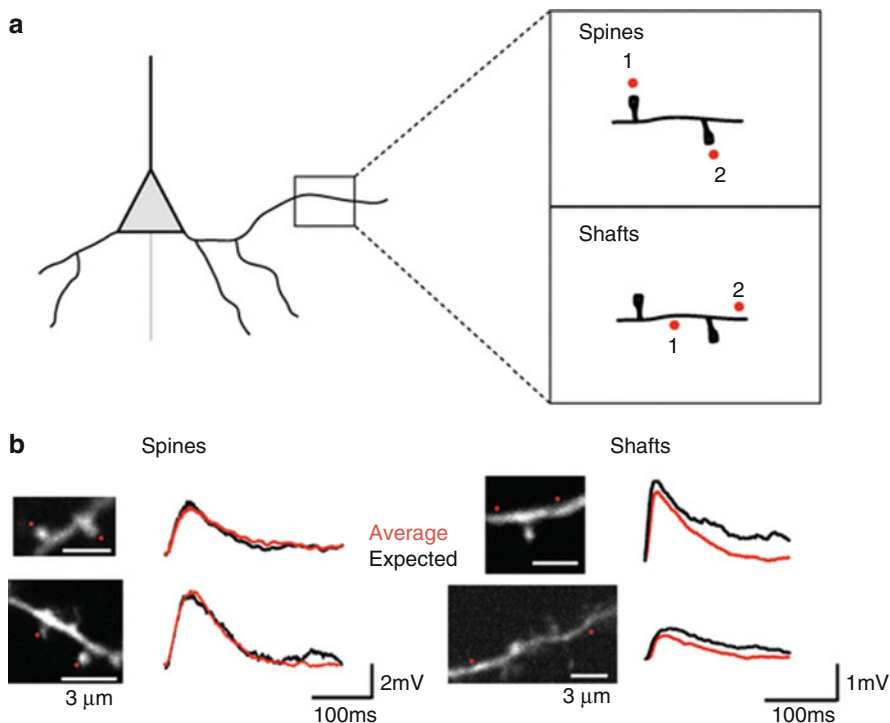 a
Spines
1
2
Shafts
2
1
b
Spines
Shafts
Average
Expected
3 μm
2mV
100ms
3 μm
1mV
100ms